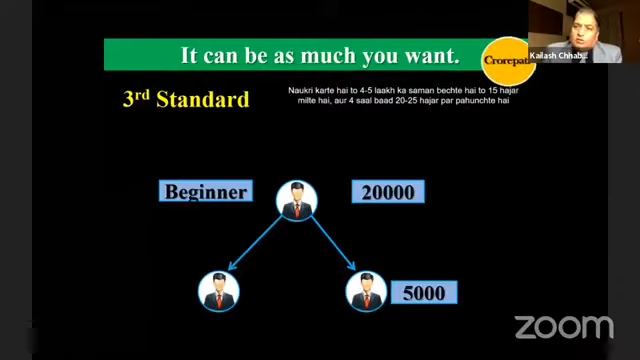 It can be as much you want.
Crorepati
Kailash Chhab...
3rd Standard
Naukri karte hai to 4-5 laakh ka saman bechte hai to 15 hajar
milte hai, aur 4 saal baad 20-25 hajar par pahunchte hai
Beginner
20000
5000
zoom